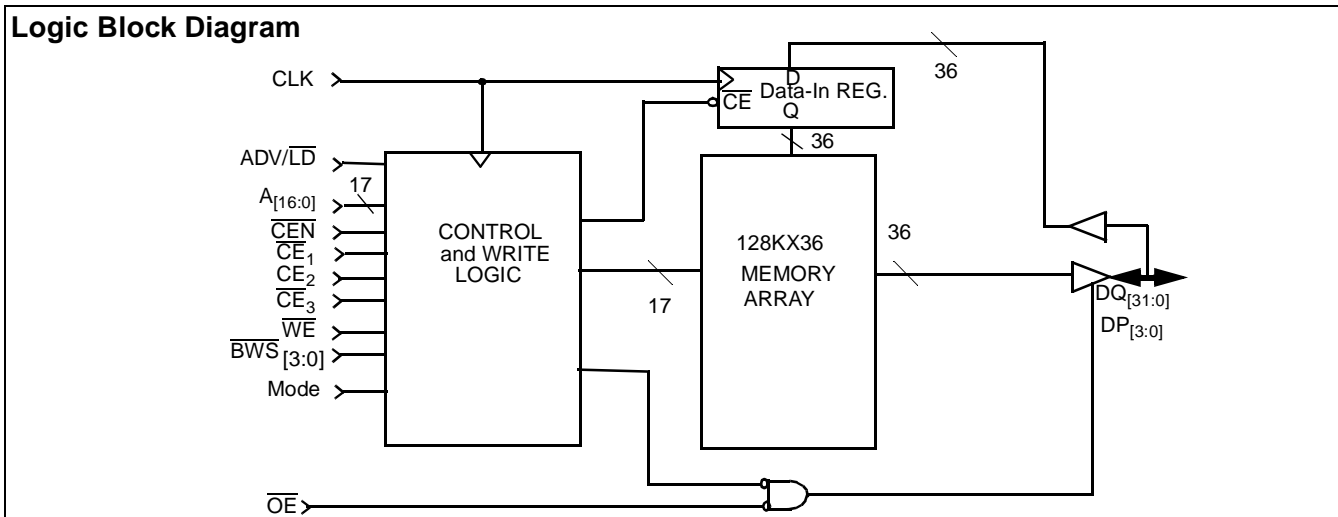 Logic Block Diagram
CLK
36
D
CE Data-In REG.
Q
36
ADV/LD
17
A[16:0]
CEN
CE1
CE2
CE3
WE
BWS[3:0]
Mode
CONTROL
and WRITE
LOGIC
17
128KX36
MEMORY
ARRAY
36
DQ[31:0]
DP[3:0]
OE